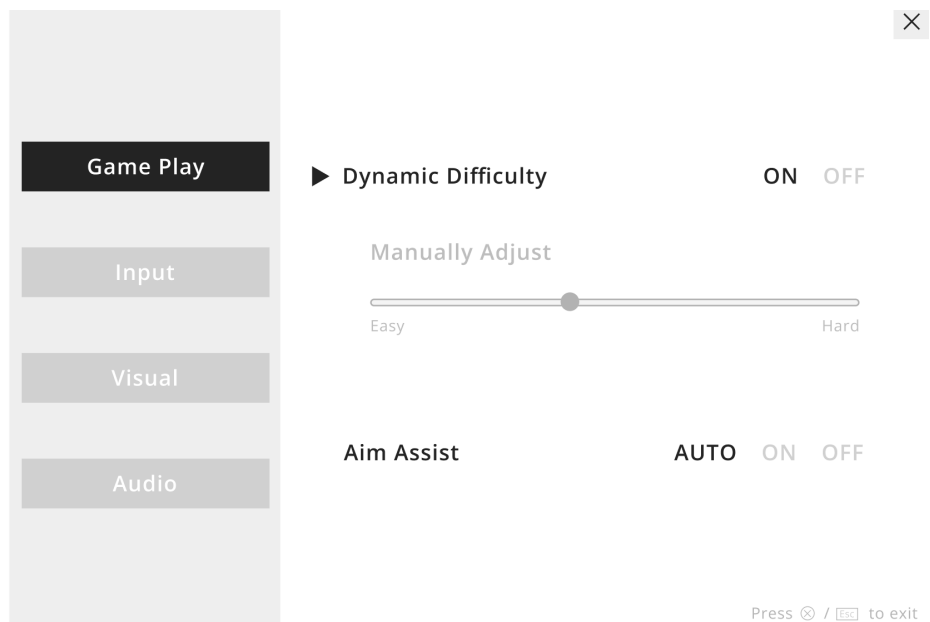 Game Play
Input
Visual
Audio
Dynamic Difficulty ON OFF
Manually Adjust
Easy Hard
Aim Assist AUTO ON OFF
Press ⓧ / Esc to exit